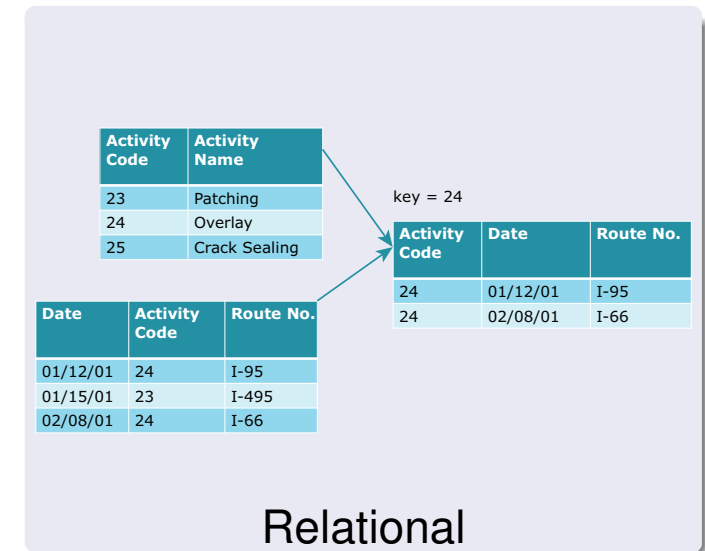 Activity Code Activity Name
23 Patching
24 Overlay
25 Crack Sealing
key = 24
Activity Code Date Route No.
24 01/12/01 I-95
24 02/08/01 I-66
Date Activity Code Route No.
01/12/01 24 I-95
01/15/01 23 I-495
02/08/01 24 I-66
Relational